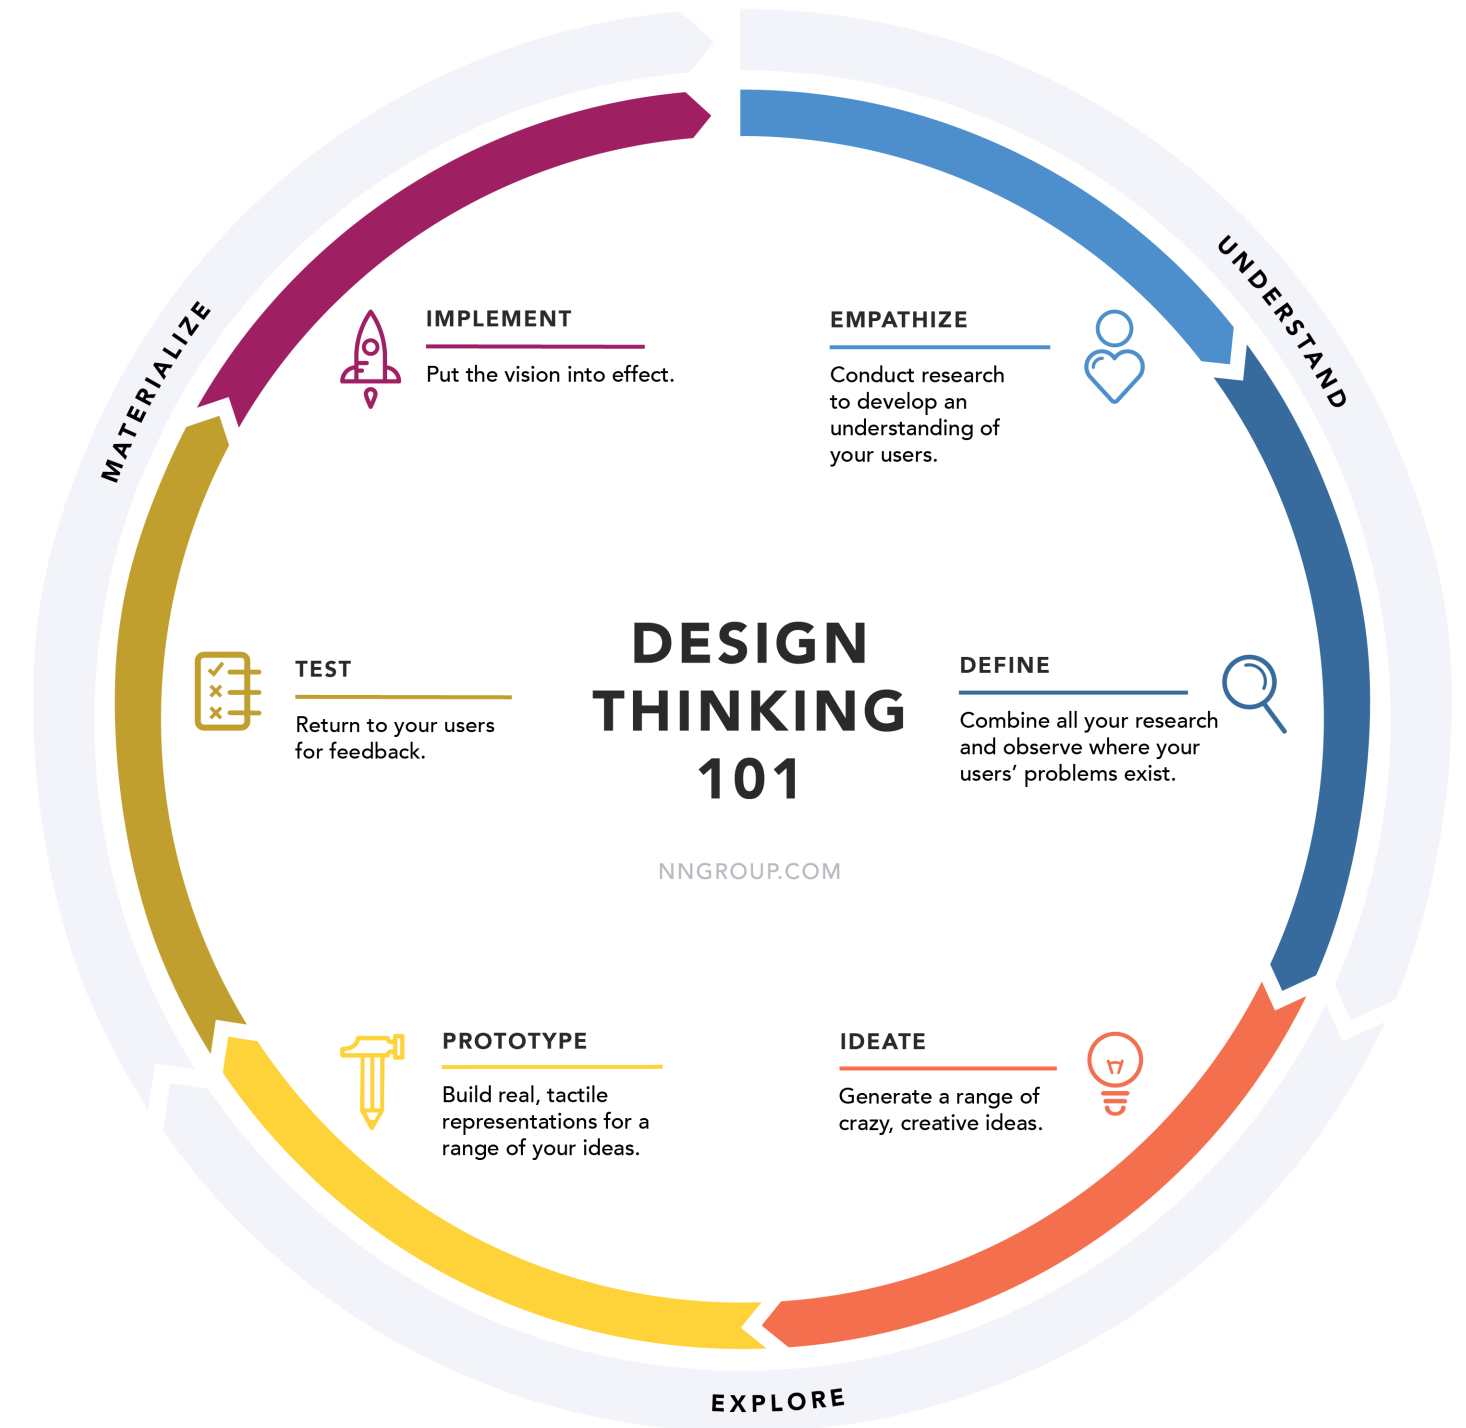 DESIGN
THINKING
101
NNGROUP.COM
UNDERSTAND
EMPATHIZE
Conduct research
to develop an
understanding of
your users.
DEFINE
Combine all your research
and observe where your
users’ problems exist.
EXPLORE
IDEATE
Generate a range of
crazy, creative ideas.
PROTOTYPE
Build real, tactile
representations for a
range of your ideas.
MATERIALIZE
TEST
Return to your users
for feedback.
IMPLEMENT
Put the vision into effect.